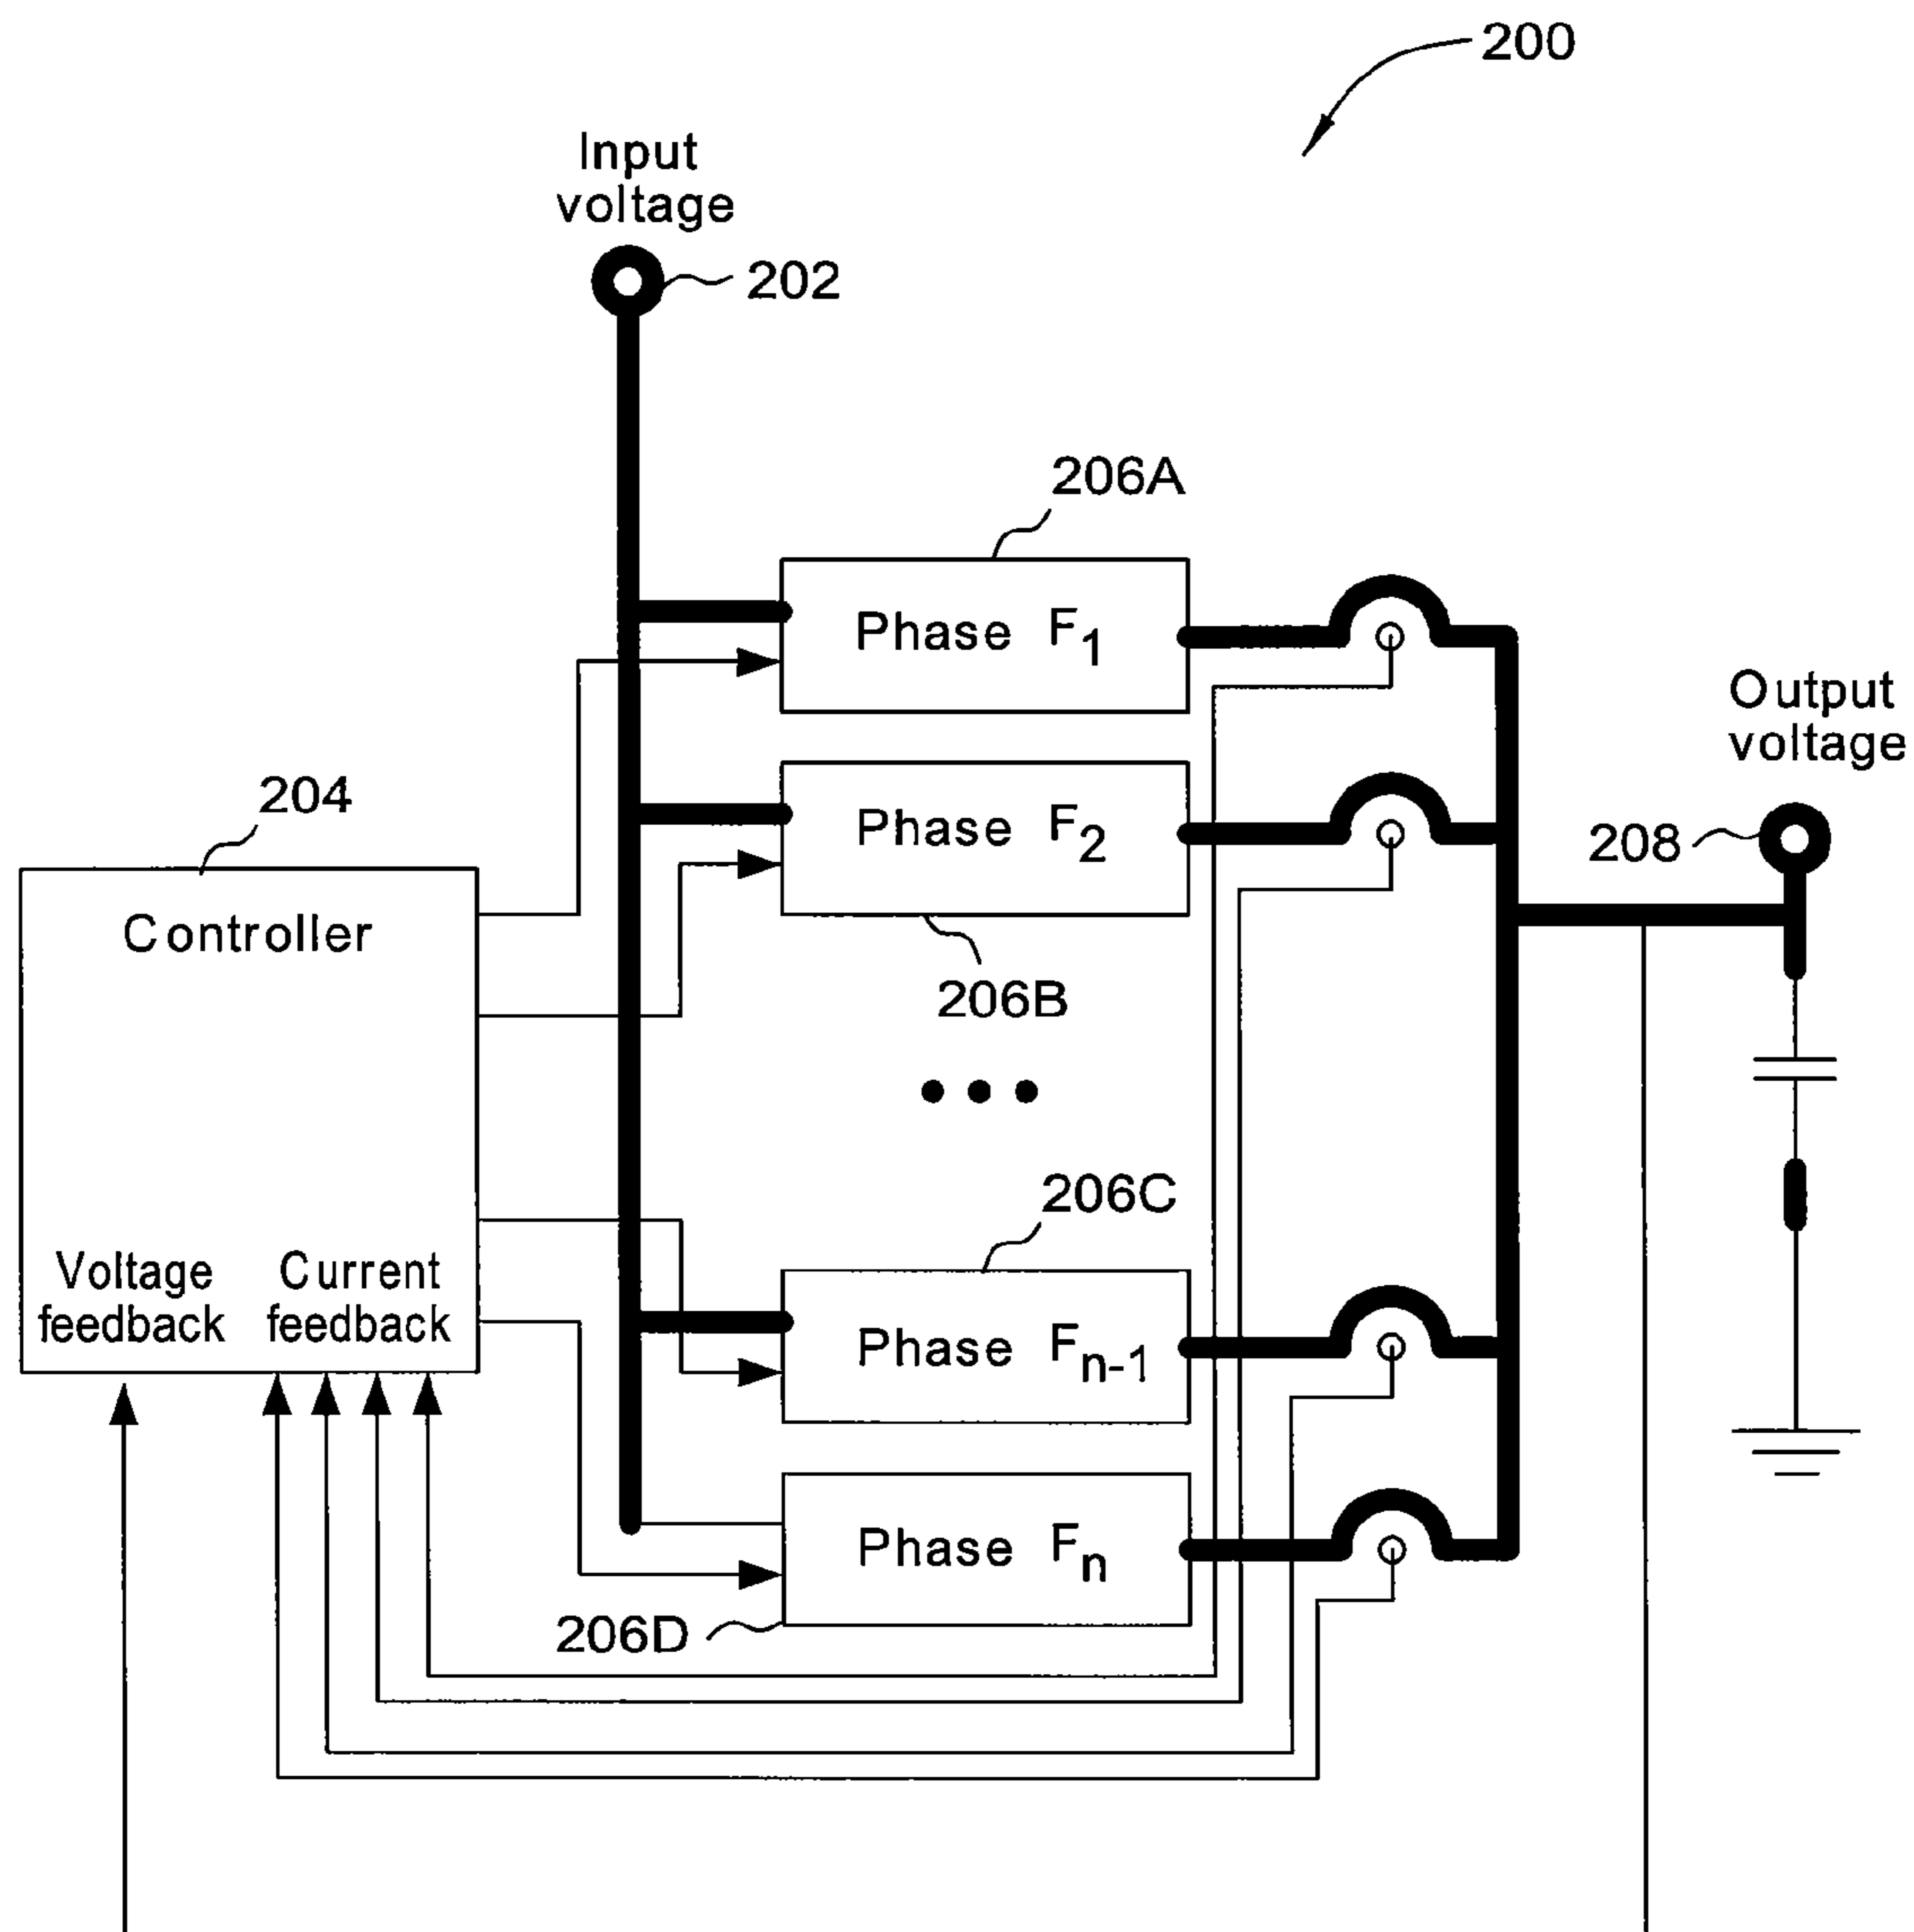 200
Input
voltage
202
206A
Phase F1
Output
voltage
204
Phase F2
208
Controller
206B
206C
Voltage
feedback
Current
feedback
Phase Fn-1
Phase Fn
206D